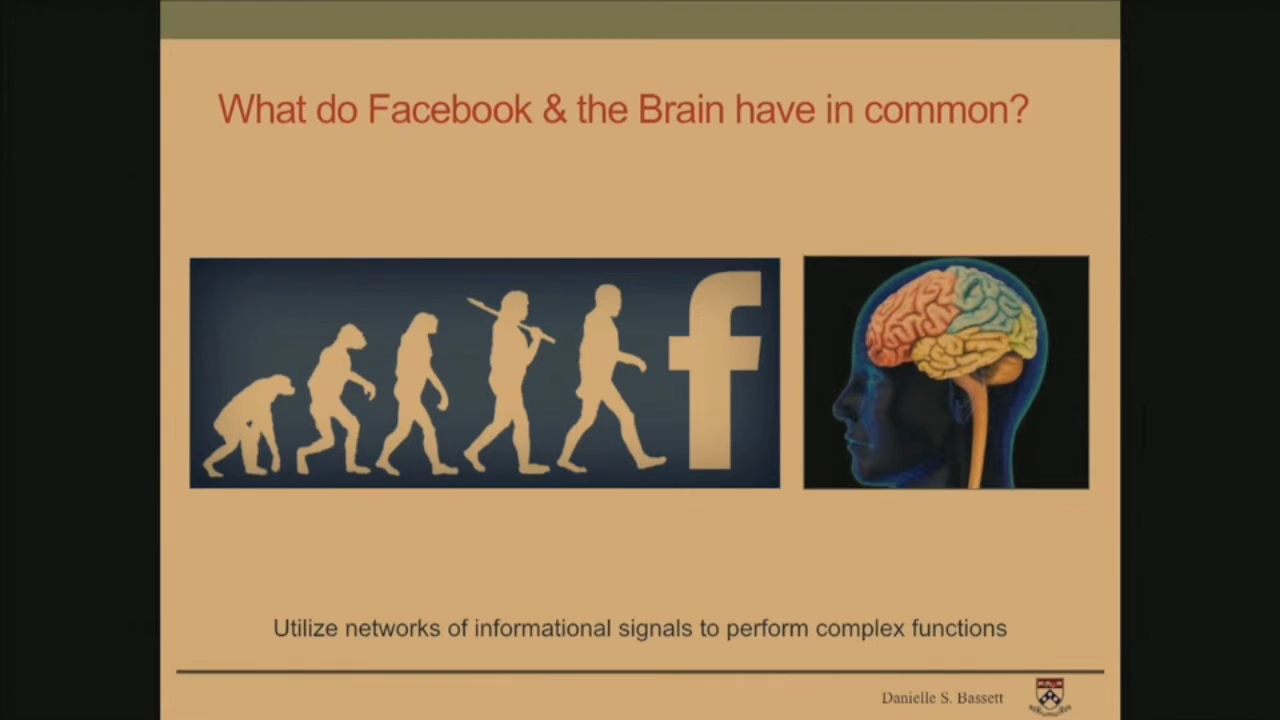 What do Facebook & the Brain have in common?
f
Utilize networks of informational signals to perform complex functions
Danielle S. Bassett